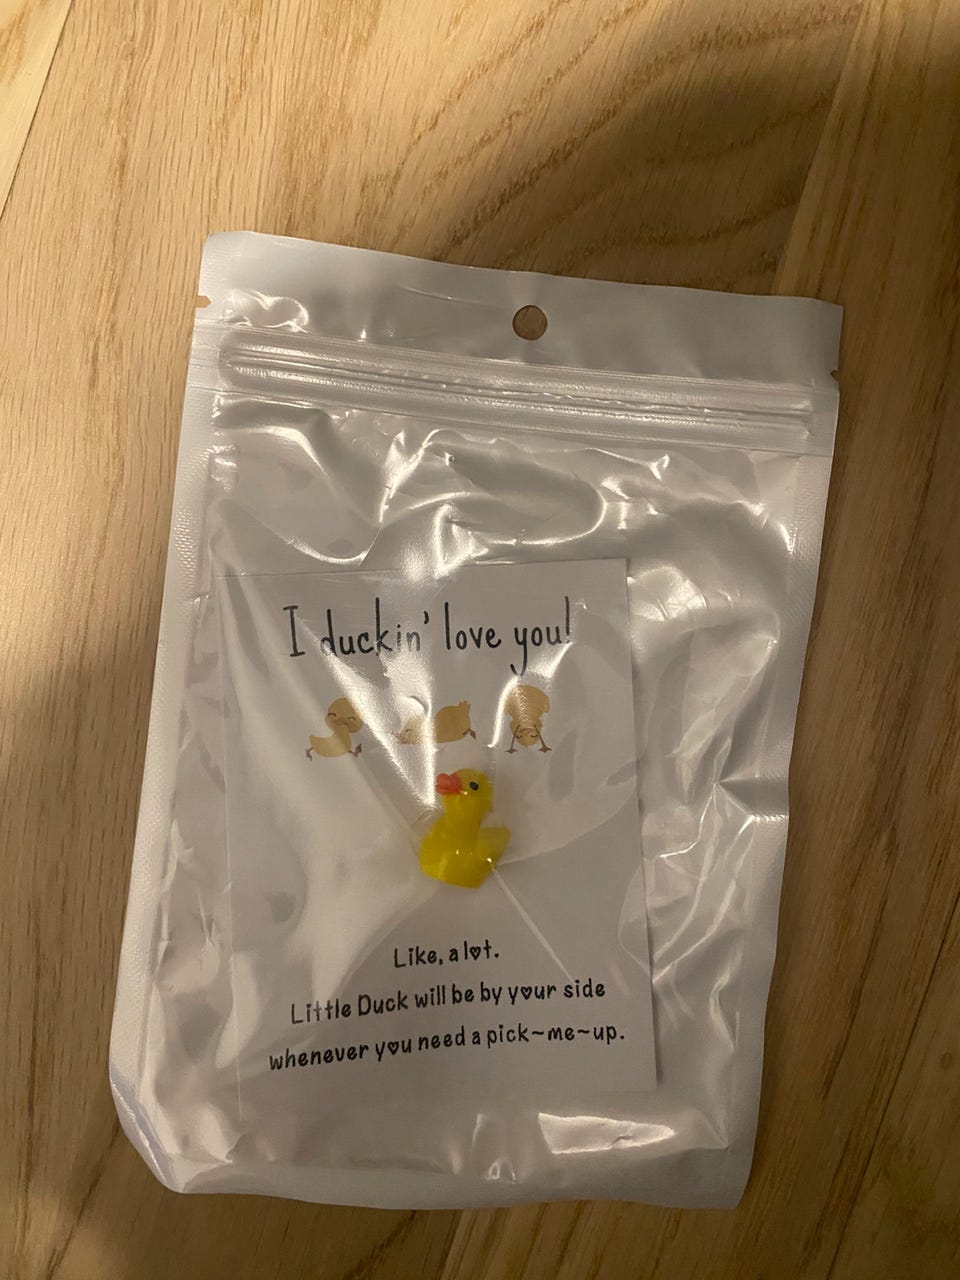 I duckin' love you!
Like, a lot.
Little Duck will be by your side
whenever you need a pick~me~up.